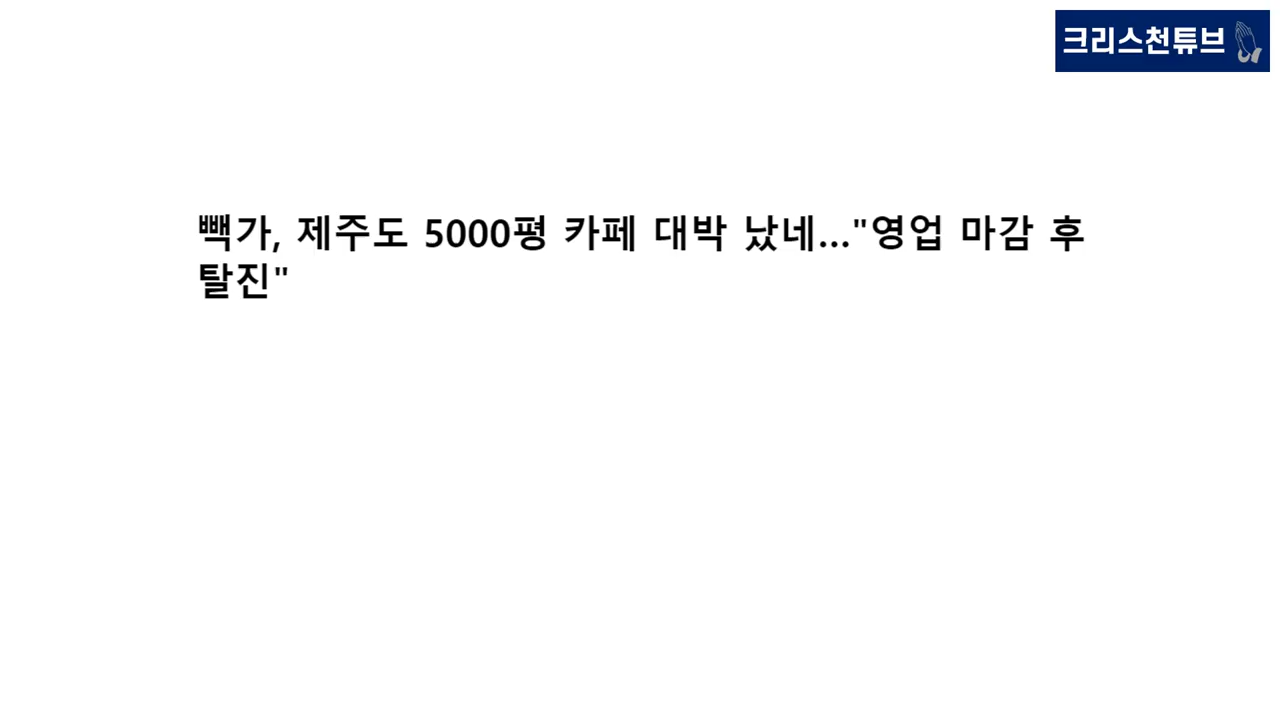 크리스천튜브
빽가, 제주도 5000평 카페 대박 났네..."영업 마감 후
탈진"